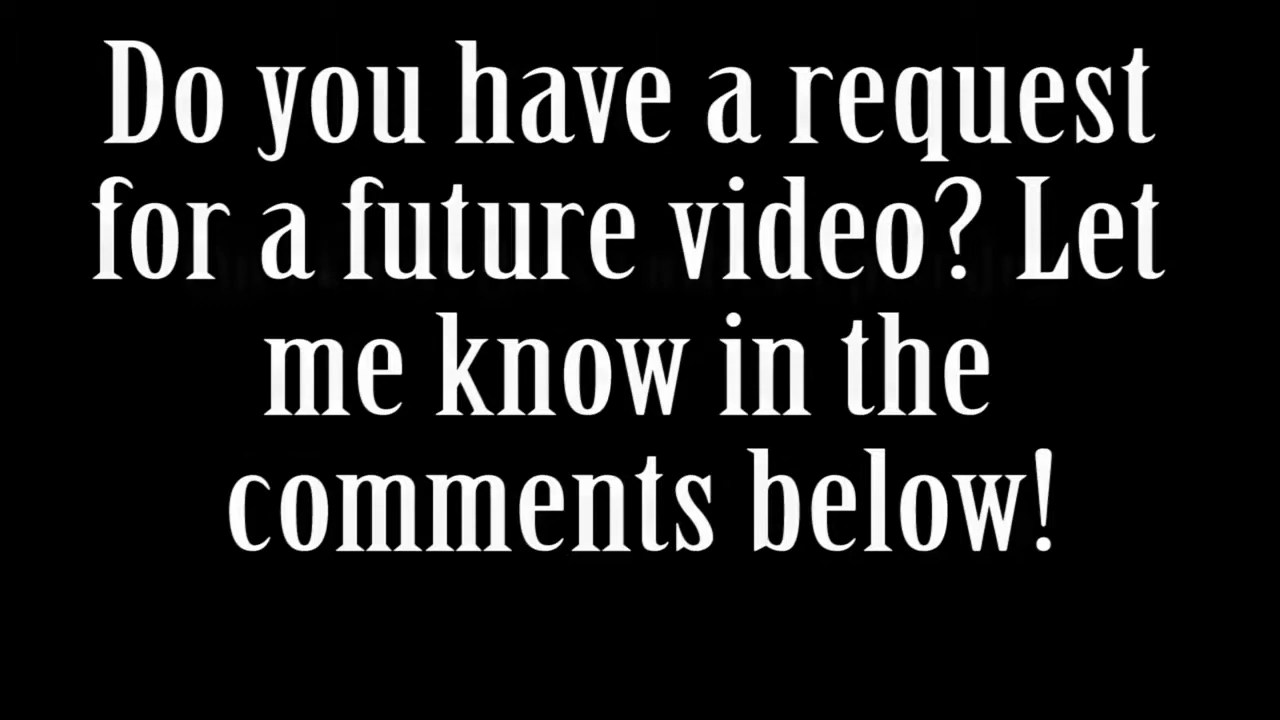 Do you have a request
for a future video? Let
me know in the
comments below!